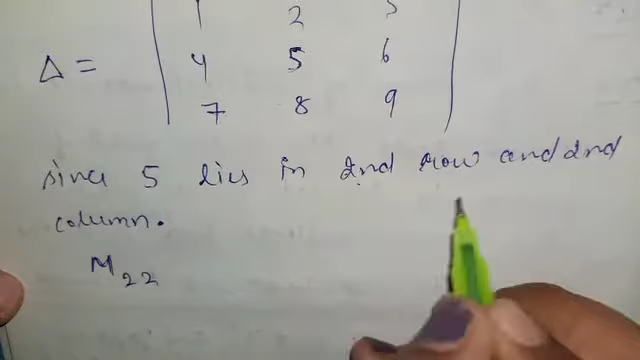 1 2 3
Δ = 4 5 6
7 8 9
since 5 lies in 2nd row and 2nd
column.
M22